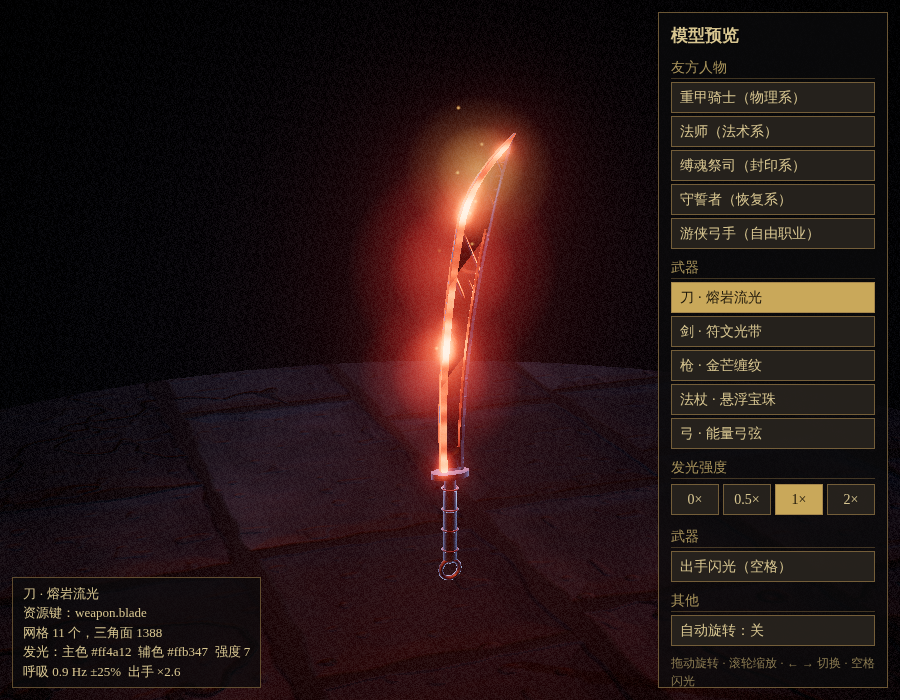 模型预览
友方人物
重甲骑士（物理系）
法师（法术系）
缚魂祭司（封印系）
守誓者（恢复系）
游侠弓手（自由职业）
武器
刀 · 熔岩流光
剑 · 符文光带
枪 · 金芒缠纹
法杖 · 悬浮宝珠
弓 · 能量弓弦
发光强度
0× 0.5× 1× 2×
武器
出手闪光（空格）
其他
自动旋转：关
拖动旋转 · 滚轮缩放 · ← → 切换 · 空格
闪光
刀 · 熔岩流光
资源键：weapon.blade
网格 11 个，三角面 1388
发光：主色 #ff4a12 辅色 #ffb347 强度 7
呼吸 0.9 Hz ±25% 出手 ×2.6